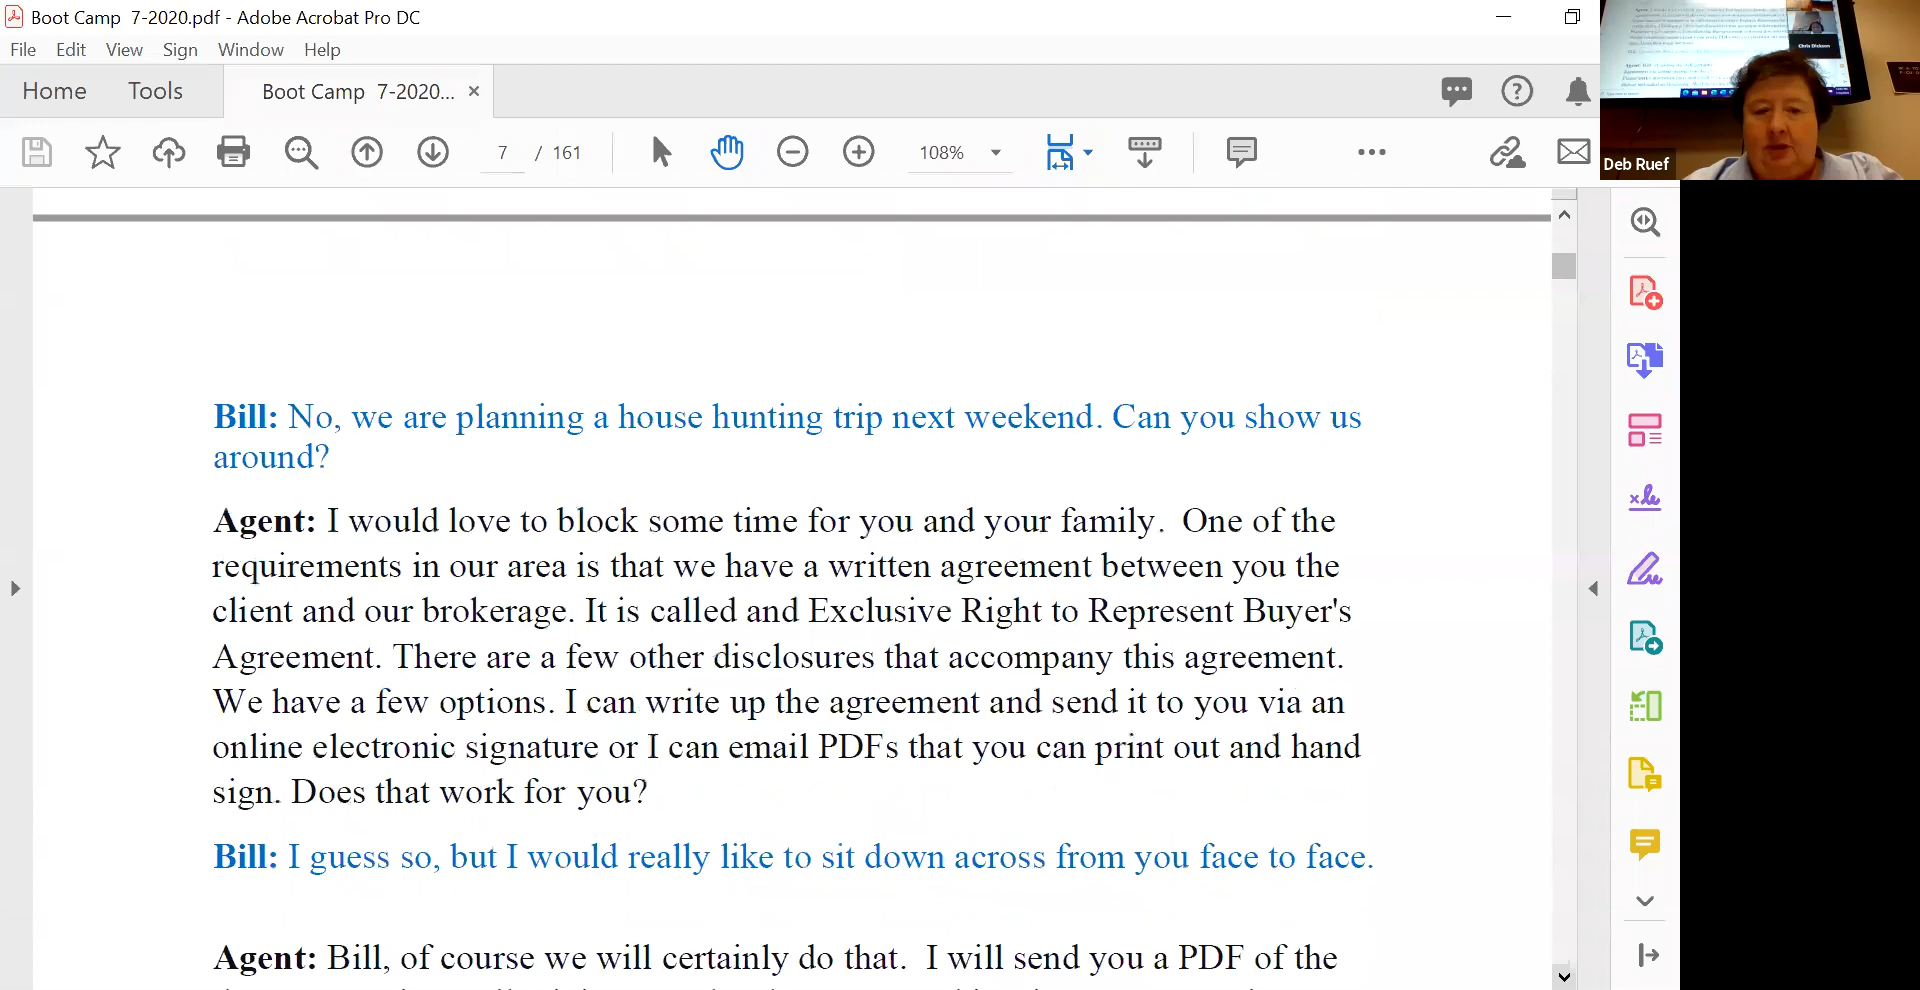 Boot Camp  7-2020.pdf - Adobe Acrobat Pro DC
File Edit View Sign Window Help
Home Tools Boot Camp  7-2020... ×
7 / 161 108%
Chris Dickson
Deb Ruef
Bill: No, we are planning a house hunting trip next weekend. Can you show us
around?
Agent: I would love to block some time for you and your family.  One of the
requirements in our area is that we have a written agreement between you the
client and our brokerage. It is called and Exclusive Right to Represent Buyer's
Agreement. There are a few other disclosures that accompany this agreement.
We have a few options. I can write up the agreement and send it to you via an
online electronic signature or I can email PDFs that you can print out and hand
sign. Does that work for you?
Bill: I guess so, but I would really like to sit down across from you face to face.
Agent: Bill, of course we will certainly do that.  I will send you a PDF of the